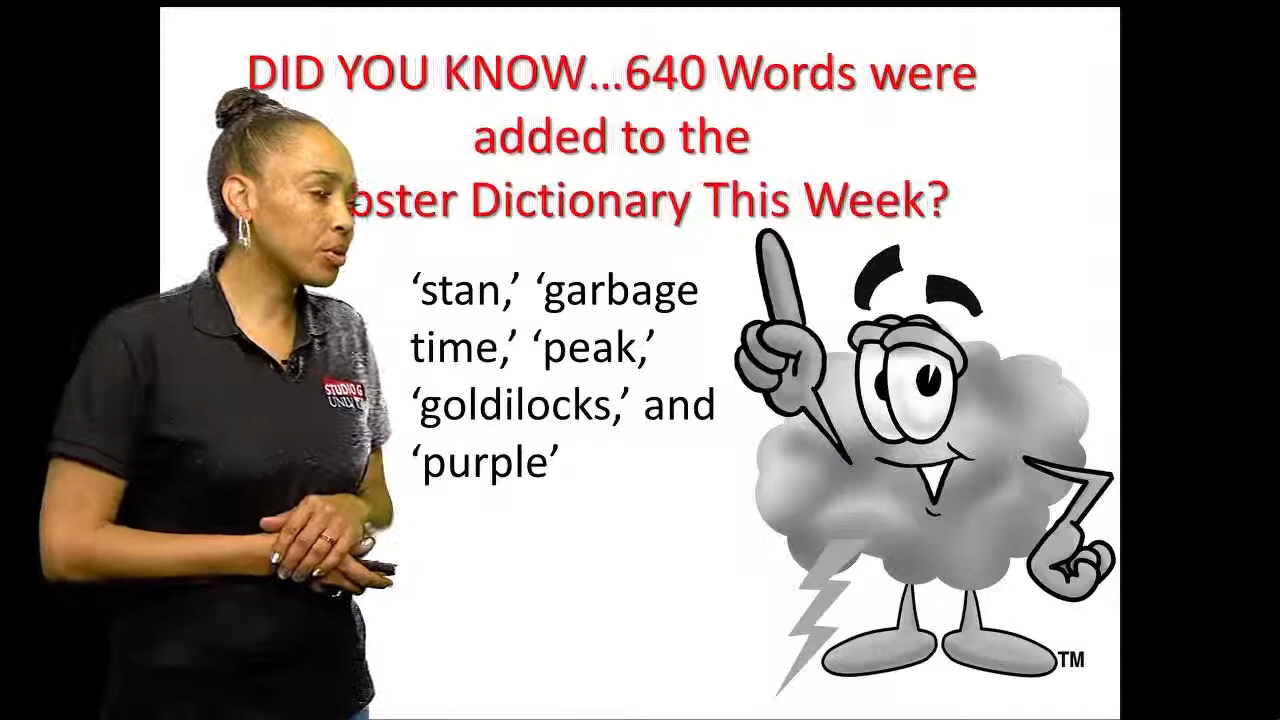 DID YOU KNOW...640 Words were
added to the
Dictionary This Week?
‘stan,’ ‘garbage
time,’ ‘peak,’
‘goldilocks,’ and
‘purple’
STUDIO G
TM